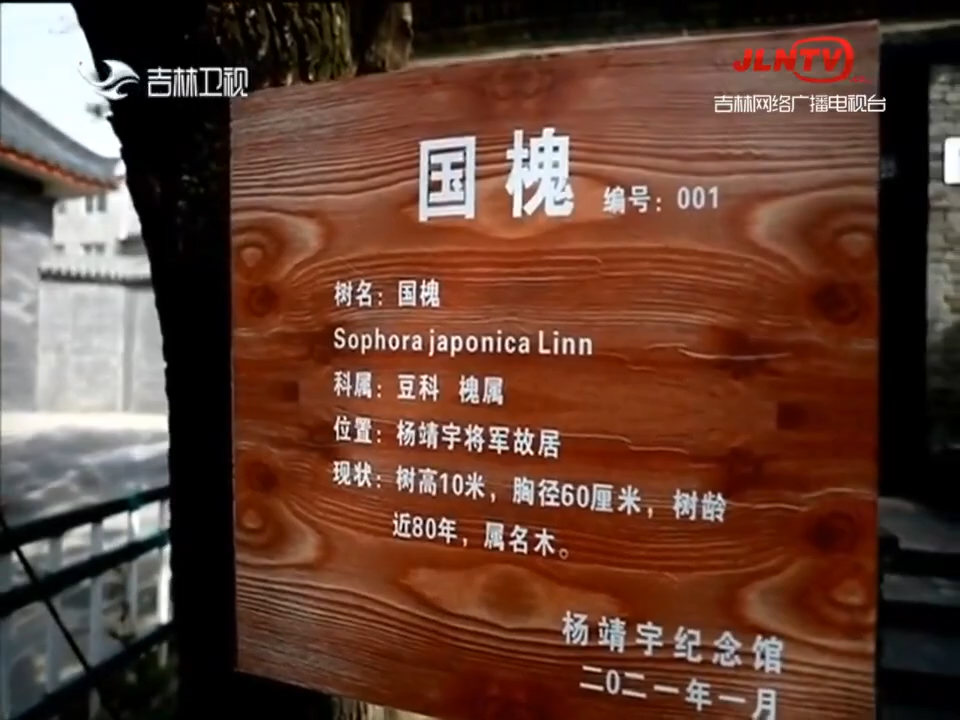 吉林卫视
JLNTV
吉林网络广播电视台
国槐 编号：001
树名：国槐
Sophora japonica Linn
科属：豆科 槐属
位置：杨靖宇将军故居
现状：树高10米，胸径60厘米，树龄
近80年，属名木。
杨靖宇纪念馆
二0二一年一月